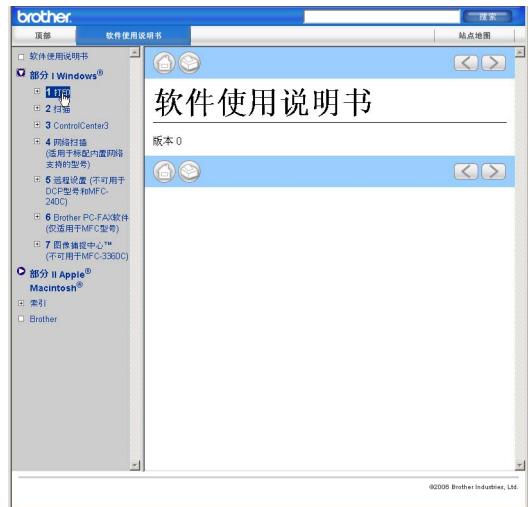 brother.
搜索
顶部
软件使用说明书
站点地图
软件使用说明书
部分 I Windows®
1 打印
2 扫描
3 ControlCenter3
4 网络扫描
(适用于标配内置网络
支持的型号)
5 远程设置 (不可用于
DCP型号和MFC-
240C)
6 Brother PC-FAX软件
(仅适用于MFC型号)
7 图像捕捉中心™
(不可用于MFC-3360C)
部分 II Apple®
Macintosh®
索引
Brother
软件使用说明书
版本 0
©2006 Brother Industries, Ltd.